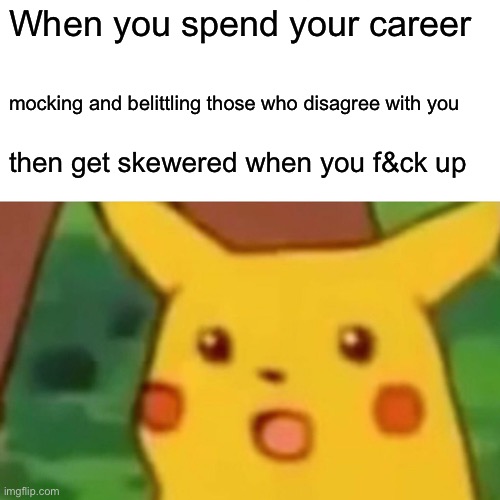 When you spend your career
mocking and belittling those who disagree with you
then get skewered when you f&ck up
imgflip.com